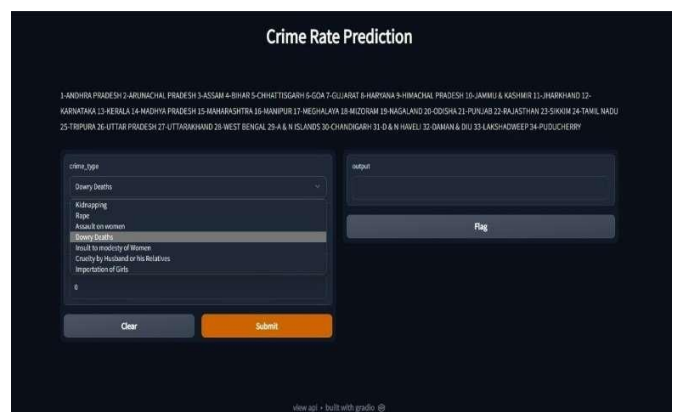 Crime Rate Prediction
1-ANDHRA PRADESH 2-ARUNACHAL PRADESH 3-ASSAM 4-BIHAR 5-CHHATTISGARH 6-GOA 7-GUJARAT 8-HARYANA 9-HIMACHAL PRADESH 10-JAMMU & KASHMIR 11-JHARKHAND 12-
KARNATAKA 13-KERALA 14-MADHYA PRADESH 15-MAHARASHTRA 16-MANIPUR 17-MEGHALAYA 18-MIZORAM 19-NAGALAND 20-ODISHA 21-PUNJAB 22-RAJASTHAN 23-SIKKIM 24-TAMIL NADU
25-TRIPURA 26-UTTAR PRADESH 27-UTTARAKHAND 28-WEST BENGAL 29-A & N ISLANDS 30-CHANDIGARH 31-D & N HAVELI 32-DAMAN & DIU 33-LAKSHADWEEP 34-PUDUCHERRY
crime_type
Dowry Deaths
Kidnapping
Rape
Assault on women
Dowry Deaths
Insult to modesty of Women
Cruelty by Husband or his Relatives
Importation of Girls
0
Clear
Submit
output
Flag
view api • built with gradio